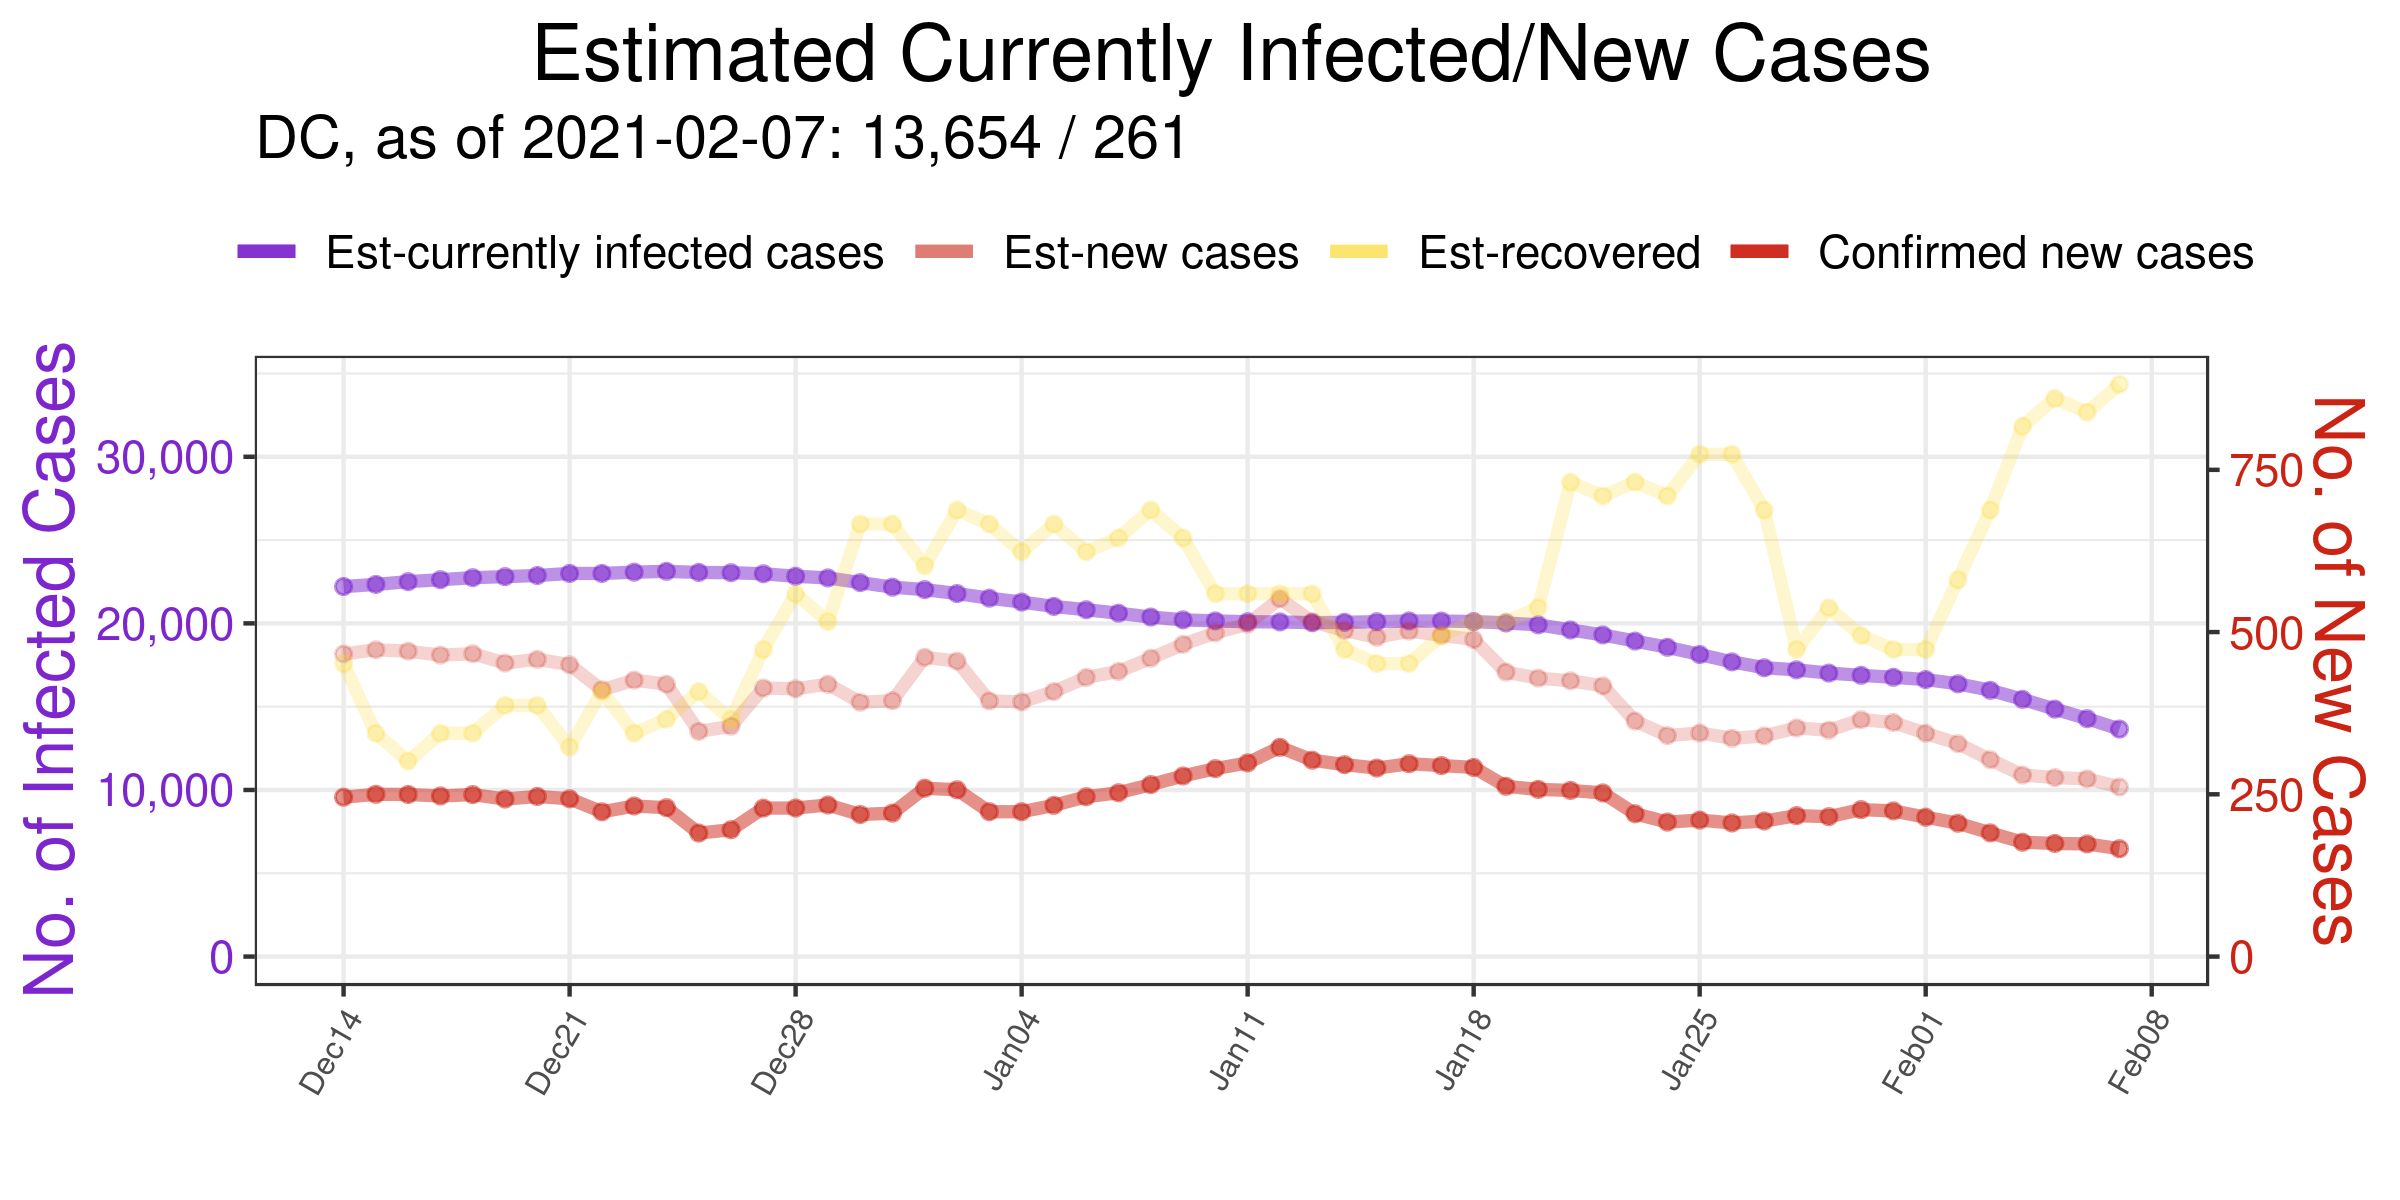 Estimated Currently Infected/New Cases
DC, as of 2021-02-07: 13,654 / 261
Est-currently infected cases Est-new cases Est-recovered Confirmed new cases
No. of Infected Cases
30,000
20,000
10,000
0
750
500
250
0
No. of New Cases
Dec14 Dec21 Dec28 Jan04 Jan11 Jan18 Jan25 Feb01 Feb08